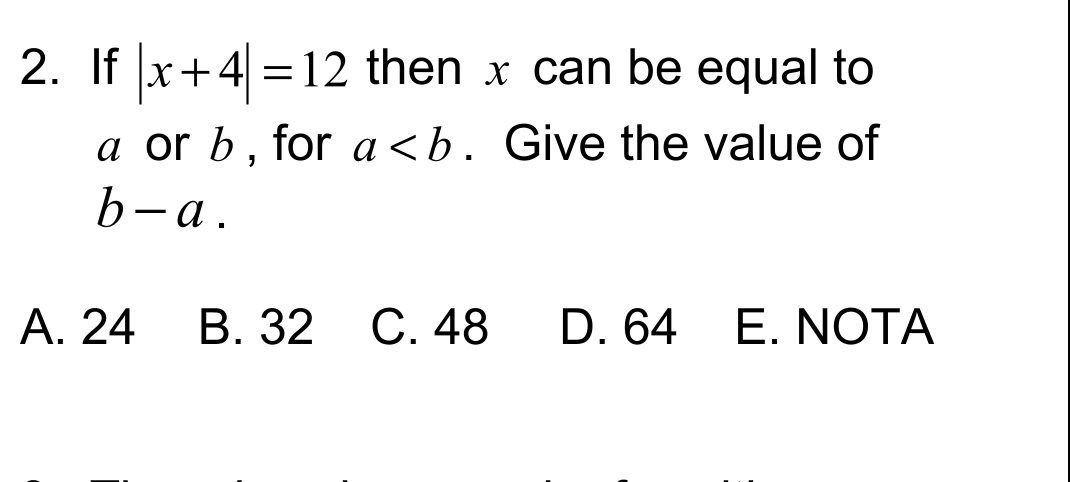 2. If |x+4|=12 then x can be equal to
a or b, for a<b. Give the value of
b−a.
A. 24 B. 32 C. 48 D. 64 E. NOTA